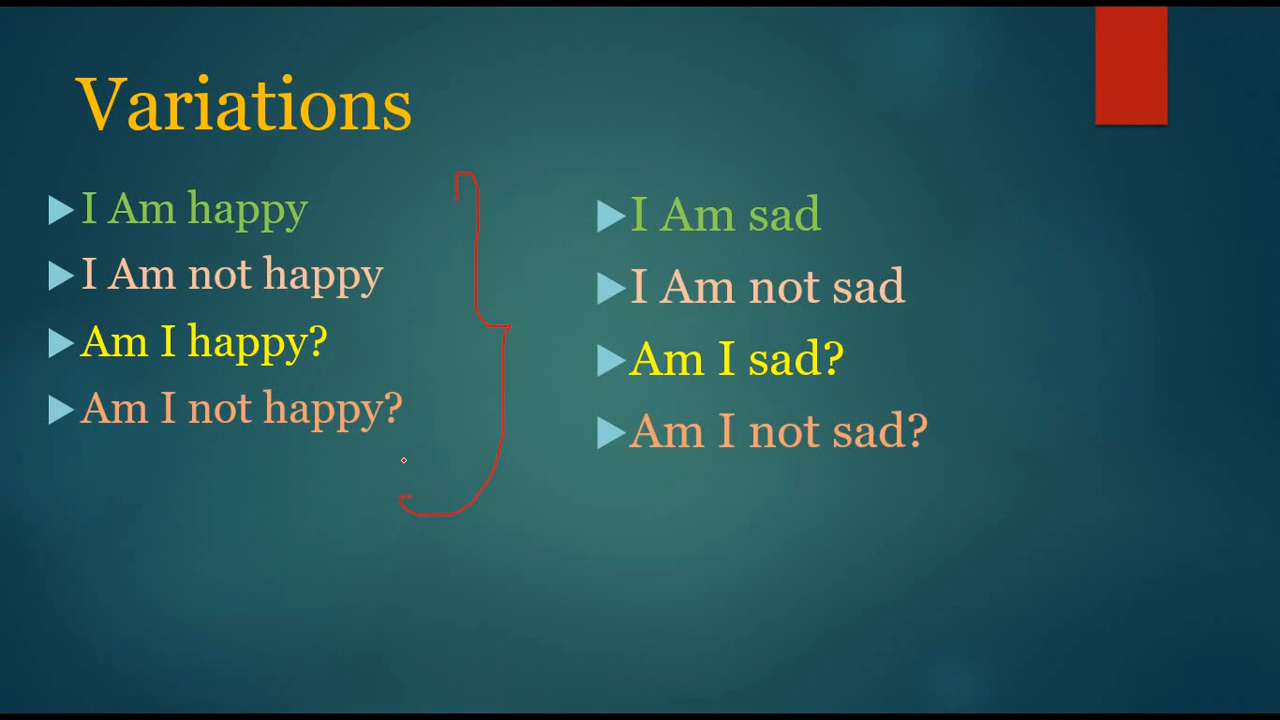 Variations
I Am happy
I Am not happy
Am I happy?
Am I not happy?
I Am sad
I Am not sad
Am I sad?
Am I not sad?